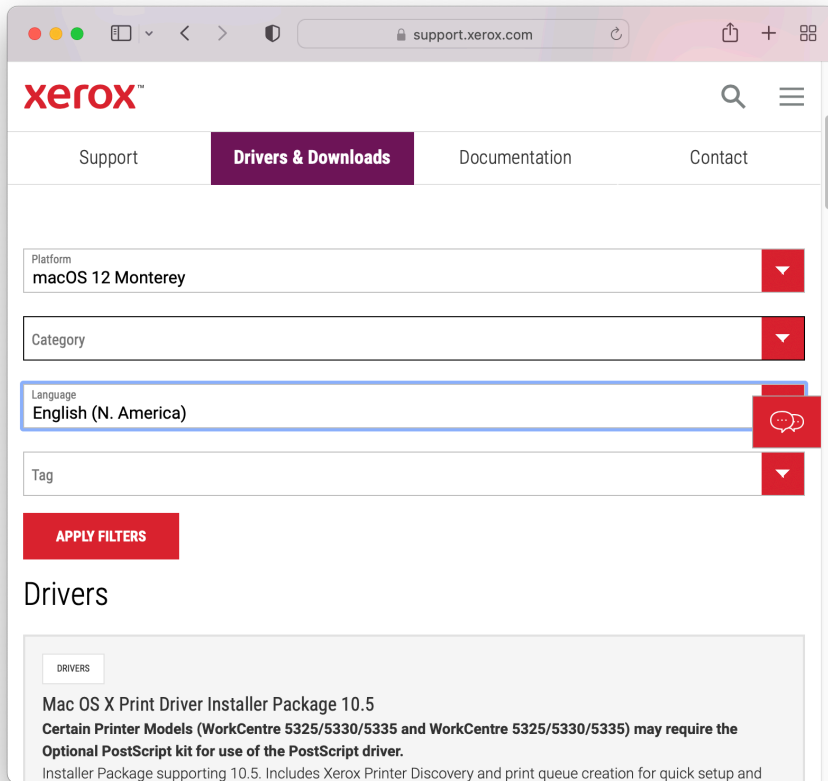 support.xerox.com
xerox™
Support
Drivers & Downloads
Documentation
Contact
Platform
macOS 12 Monterey
Category
Language
English (N. America)
Tag
APPLY FILTERS
Drivers
DRIVERS
Mac OS X Print Driver Installer Package 10.5
Certain Printer Models (WorkCentre 5325/5330/5335 and WorkCentre 5325/5330/5335) may require the
Optional PostScript kit for use of the PostScript driver.
Installer Package supporting 10.5. Includes Xerox Printer Discovery and print queue creation for quick setup and